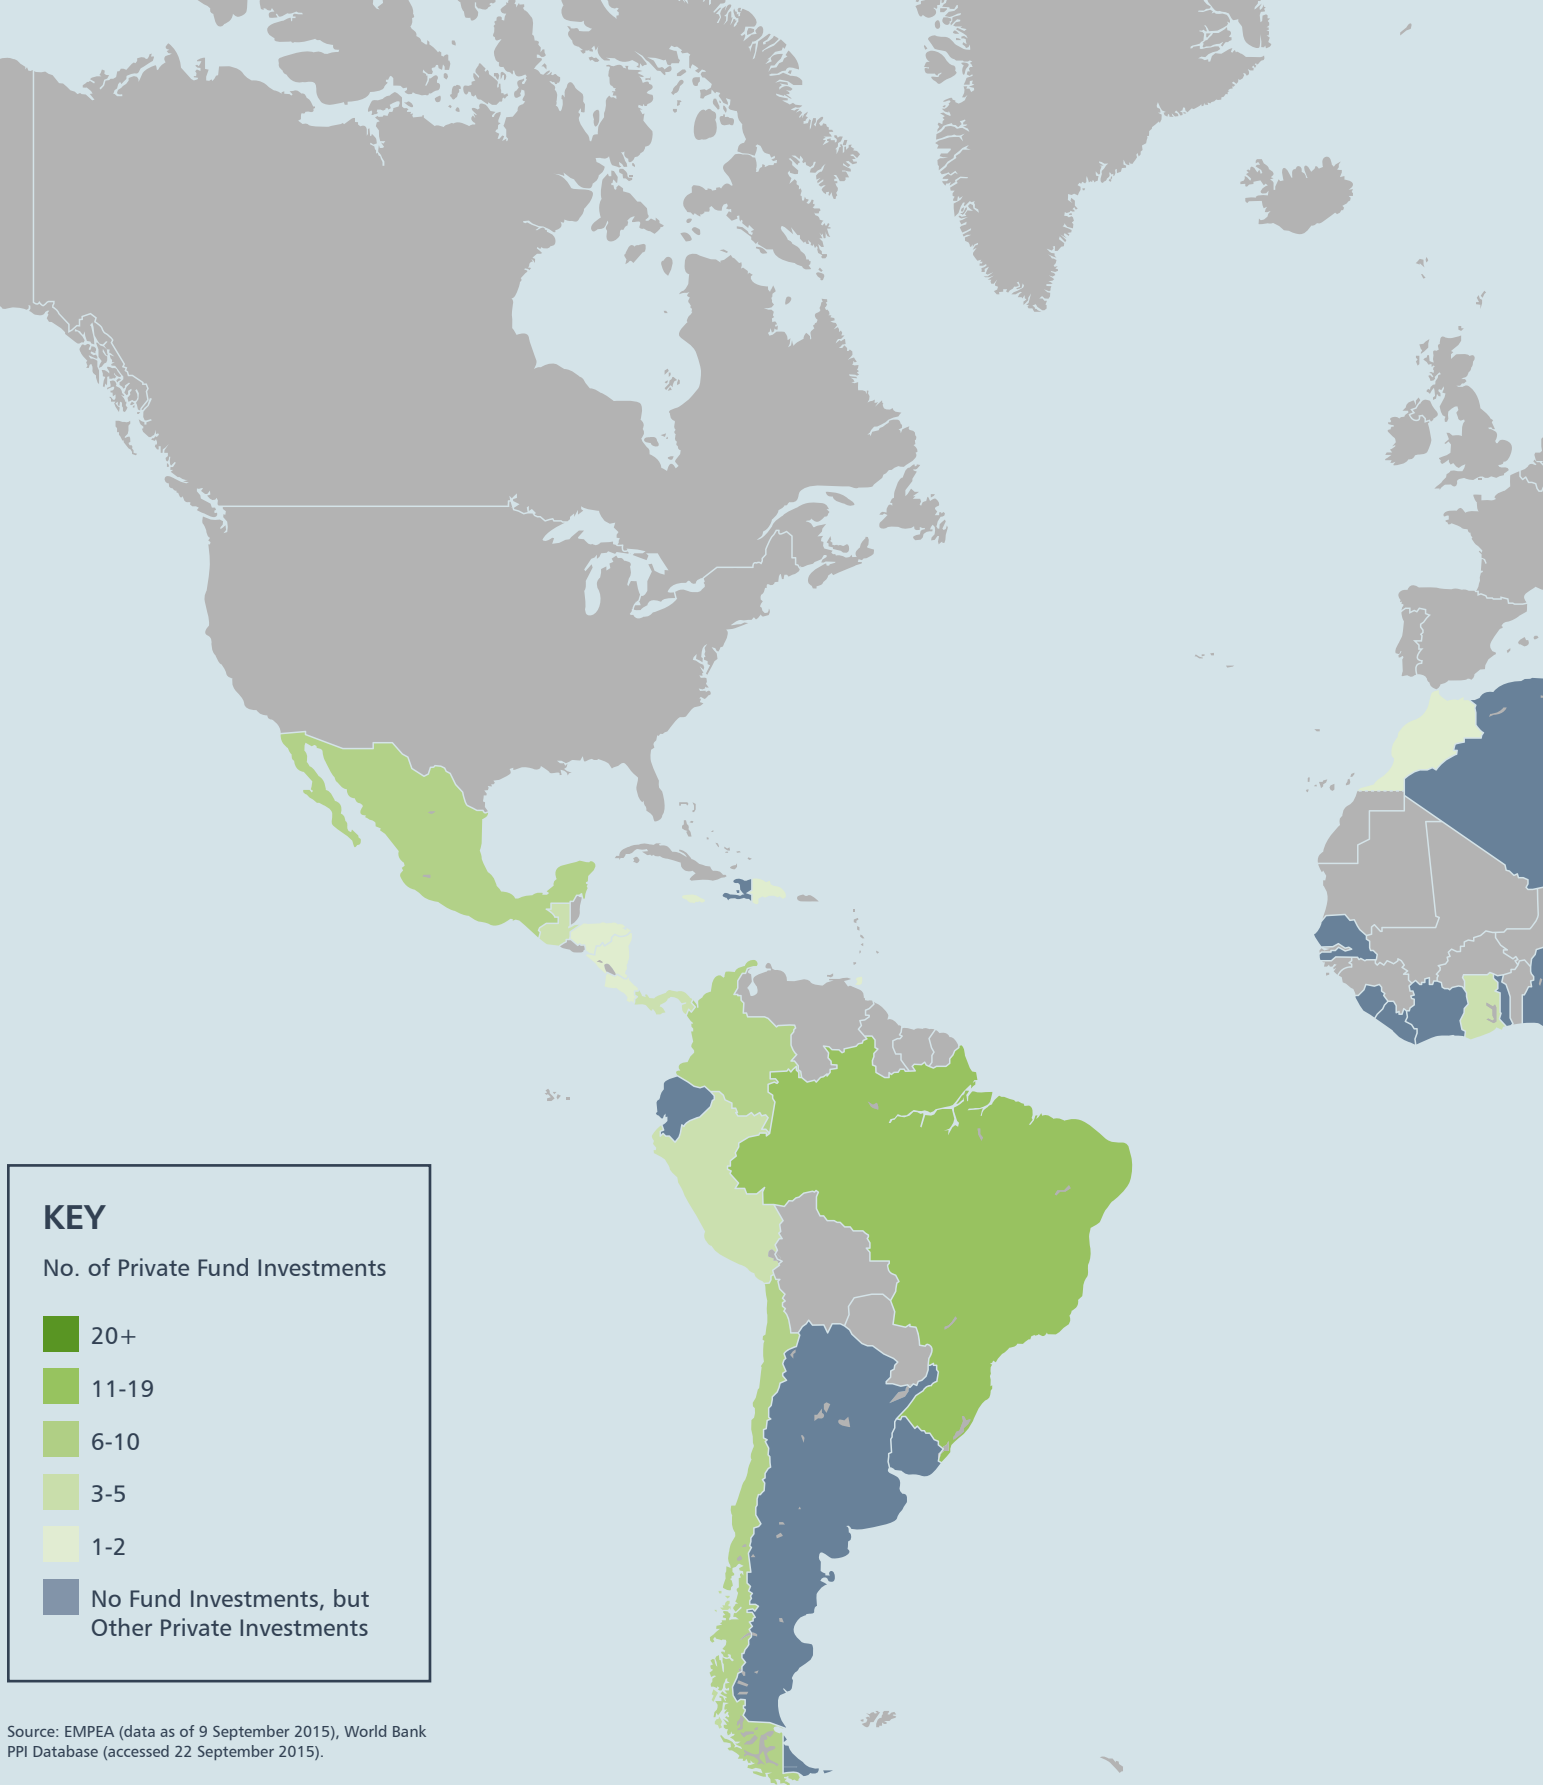 KEY
No. of Private Fund Investments
20+
11-19
6-10
3-5
1-2
No Fund Investments, but
Other Private Investments
Source: EMPEA (data as of 9 September 2015), World Bank
PPI Database (accessed 22 September 2015).